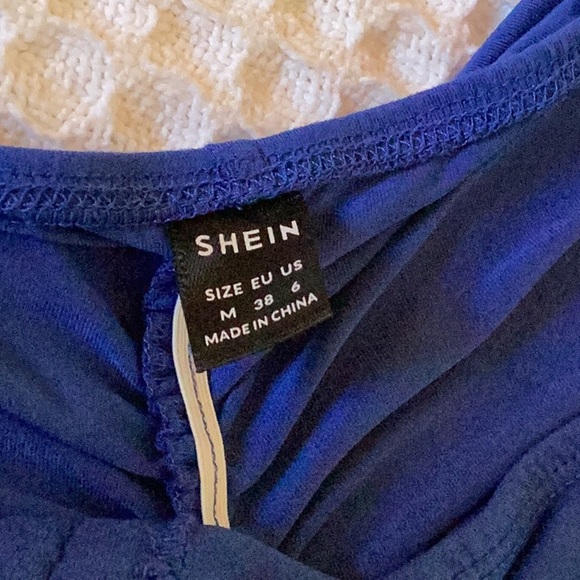 SHEIN
SIZE EU US
M 38 6
MADE IN CHINA